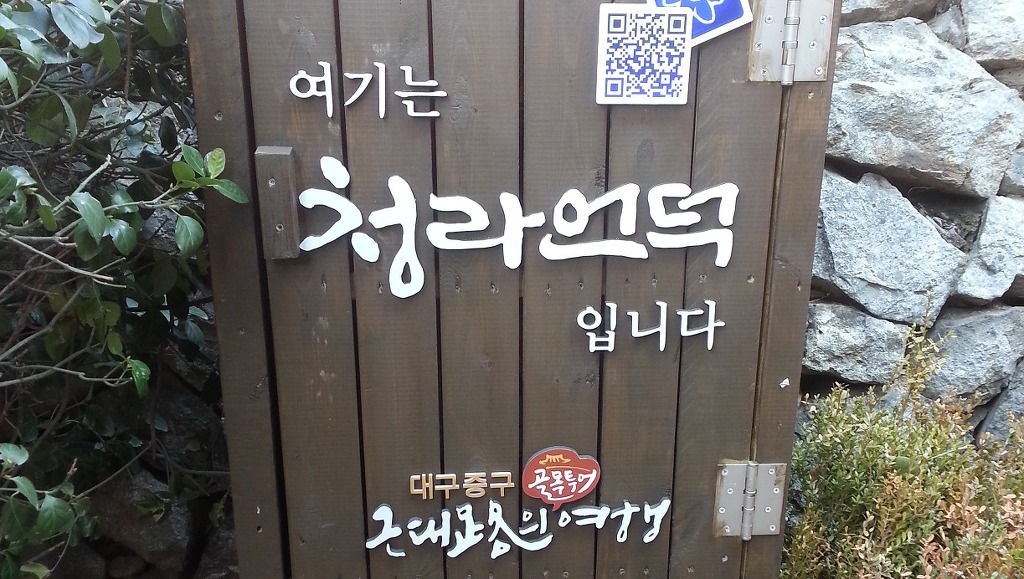 여기는
청라언덕
입니다
대구중구 골목투어
근대로의여행